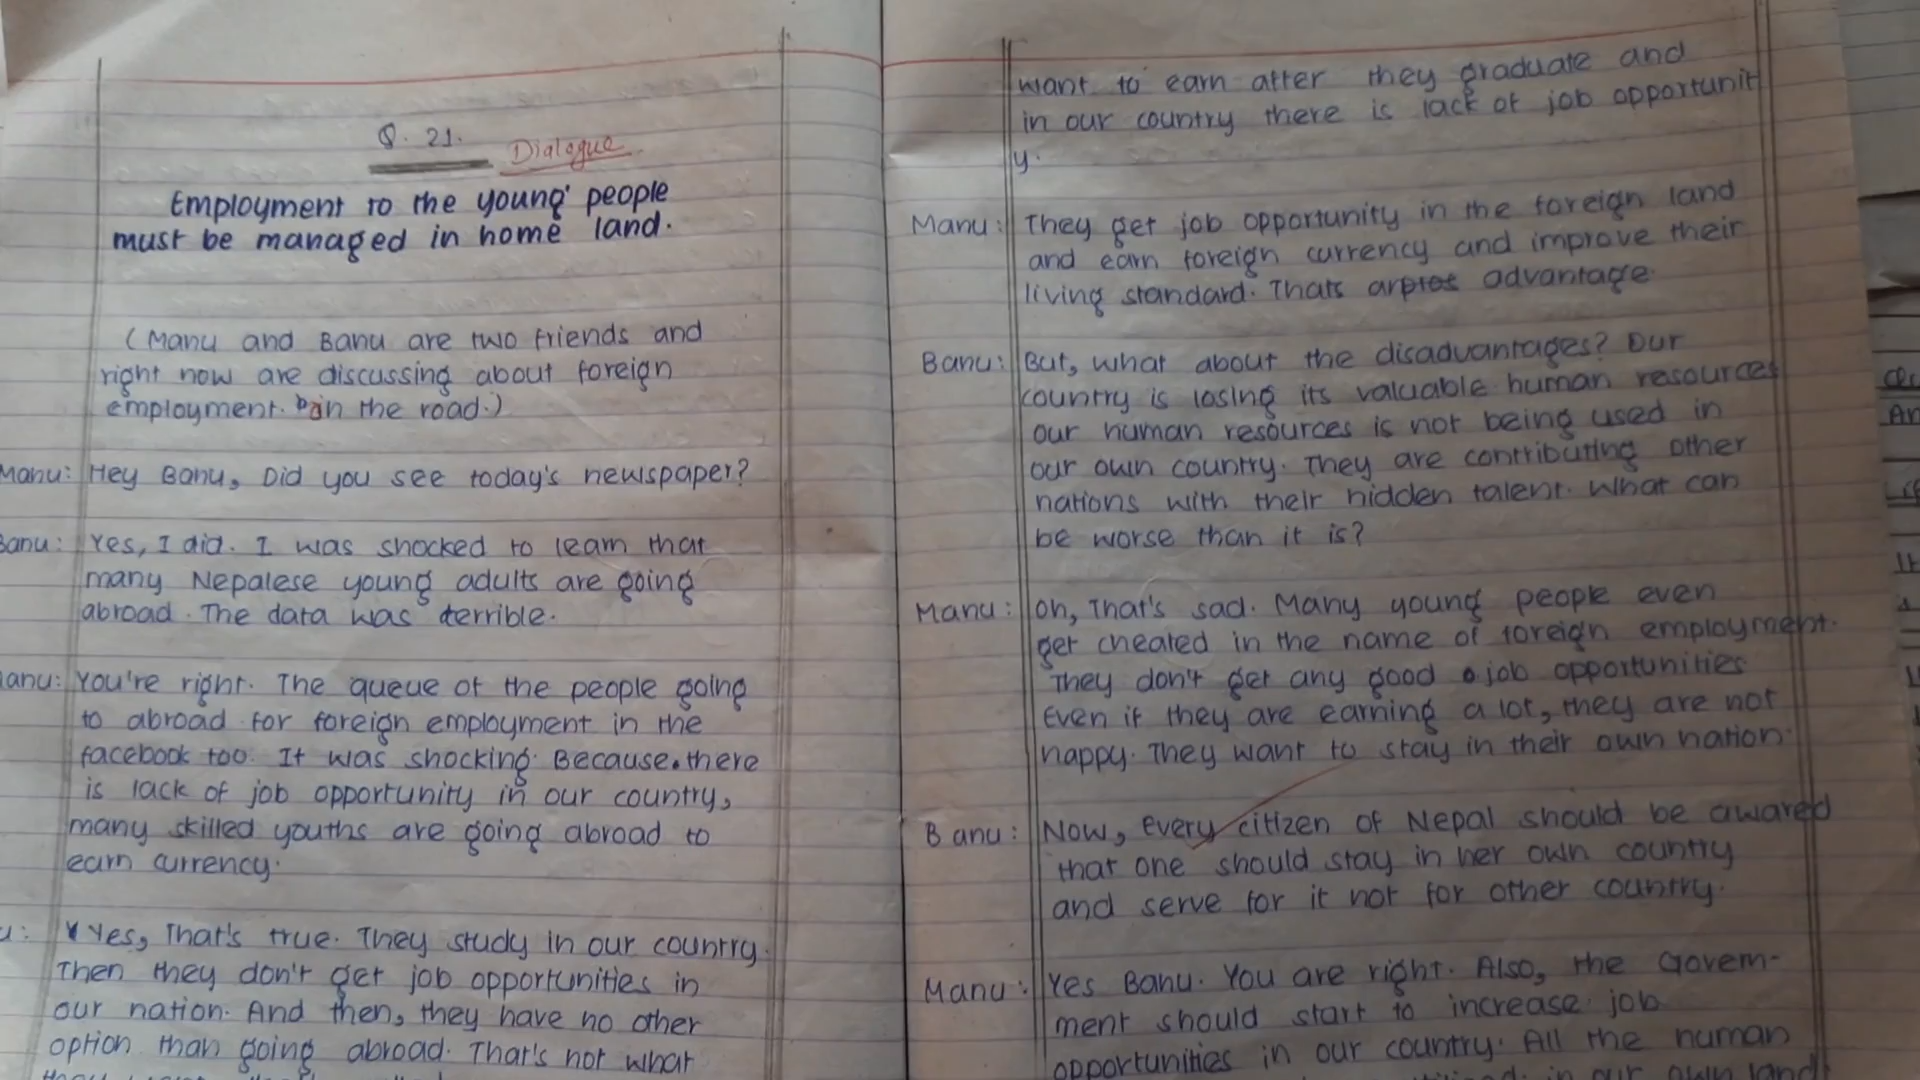 Q. 21.
Dialogue
Employment to the young people
must be managed in home land.
(Manu and Banu are two friends and
right now are discussing about foreign
employment. in the road.)
Manu: Hey Banu, Did you see today's newspaper?
Banu: Yes, I did. I was shocked to learn that
many Nepalese young adults are going
abroad. The data was terrible.
anu: You're right. The queue of the people going
to abroad for foreign employment in the
facebook too. It was shocking. Because there
is lack of job opportunity in our country,
many skilled youths are going abroad to
earn currency.
u: Yes, That's true. They study in our country.
Then they don't get job opportunities in
our nation. And then, they have no other
option than going abroad. That's not what
want to earn after they graduate and
in our country there is lack of job opportunit
y.
Manu: They get job opportunity in the foreign land
and earn foreign currency and improve their
living standard. Thats advantage.
Banu: But, what about the disadvantages? Our
country is losing its valuable human resources
our human resources is not being used in
our own country. They are contributing other
nations with their hidden talent. What can
be worse than it is?
Manu: Oh, That's sad. Many young people even
get cheated in the name of foreign employment.
They don't get any good job opportunities
Even if they are earning a lot, they are not
happy. They want to stay in their own nation.
Banu: Now, every citizen of Nepal should be awared
that one should stay in her own country
and serve for it not for other country.
Manu: Yes Banu. You are right. Also, the Govern-
ment should start to increase job
opportunities in our country. All the human
in our own land